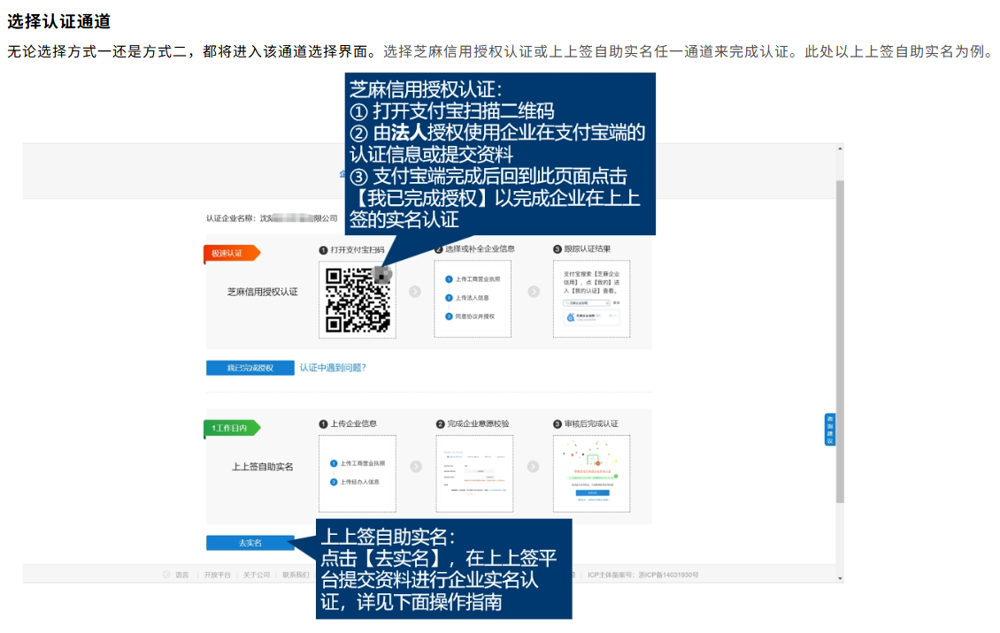 选择认证通道
无论选择方式一还是方式二，都将进入该通道选择界面。选择芝麻信用授权认证或上上签自助实名任一通道来完成认证。此处以上上签自助实名为例。
芝麻信用授权认证：
① 打开支付宝扫描二维码
② 由法人授权使用企业在支付宝端的
认证信息或提交资料
③ 支付宝端完成后回到此页面点击
【我已完成授权】以完成企业在上上
签的实名认证
认证企业名称：沈阳 限公司
极速认证
芝麻信用授权认证
1 打开支付宝扫码
2 选择或补全企业信息
1 上传工商营业执照
2 上传法人信息
3 同意协议并授权
3 跟踪认证结果
支付宝搜索【芝麻企业
信用】，点【我的】进
入【我的认证】查看。
我已完成授权 认证中遇到问题？
1工作日内
上上签自助实名
1 上传企业信息
1 上传工商营业执照
2 上传经办人信息
2 完成企业意愿校验
3 审核后完成认证
咨询建议
去实名
上上签自助实名：
点击【去实名】，在上上签平
台提交资料进行企业实名认
证，详见下面操作指南
语言 | 开放平台 | 关于公司 | 联系我们 ICP主体备案号：浙ICP备14031930号